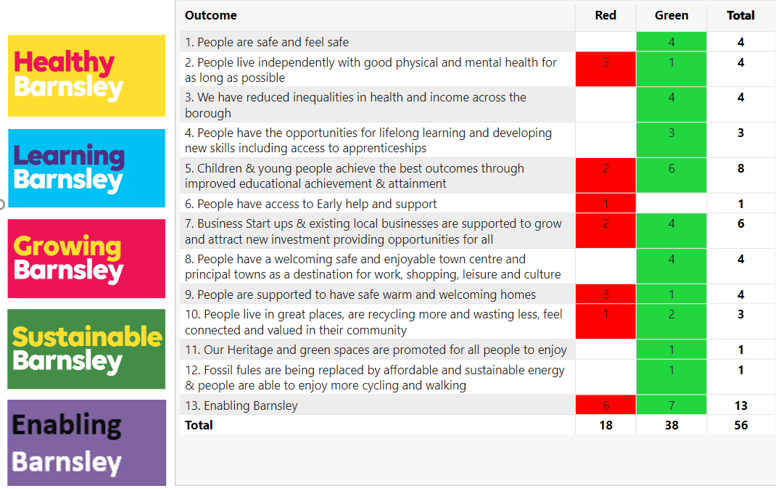 Healthy
Barnsley
Learning
Barnsley
Growing
Barnsley
Sustainable
Barnsley
Enabling
Barnsley
Outcome Red Green Total
1. People are safe and feel safe 4 4
2. People live independently with good physical and mental health for 3 1 4
as long as possible
3. We have reduced inequalities in health and income across the 4 4
borough
4. People have the opportunities for lifelong learning and developing 3 3
new skills including access to apprenticeships
5. Children & young people achieve the best outcomes through 2 6 8
improved educational achievement & attainment
6. People have access to Early help and support 1 1
7. Business Start ups & existing local businesses are supported to grow 2 4 6
and attract new investment providing opportunities for all
8. People have a welcoming safe and enjoyable town centre and 4 4
principal towns as a destination for work, shopping, leisure and culture
9. People are supported to have safe warm and welcoming homes 3 1 4
10. People live in great places, are recycling more and wasting less, feel 1 2 3
connected and valued in their community
11. Our Heritage and green spaces are promoted for all people to enjoy 1 1
12. Fossil fules are being replaced by affordable and sustainable energy 1 1
& people are able to enjoy more cycling and walking
13. Enabling Barnsley 6 7 13
Total 18 38 56